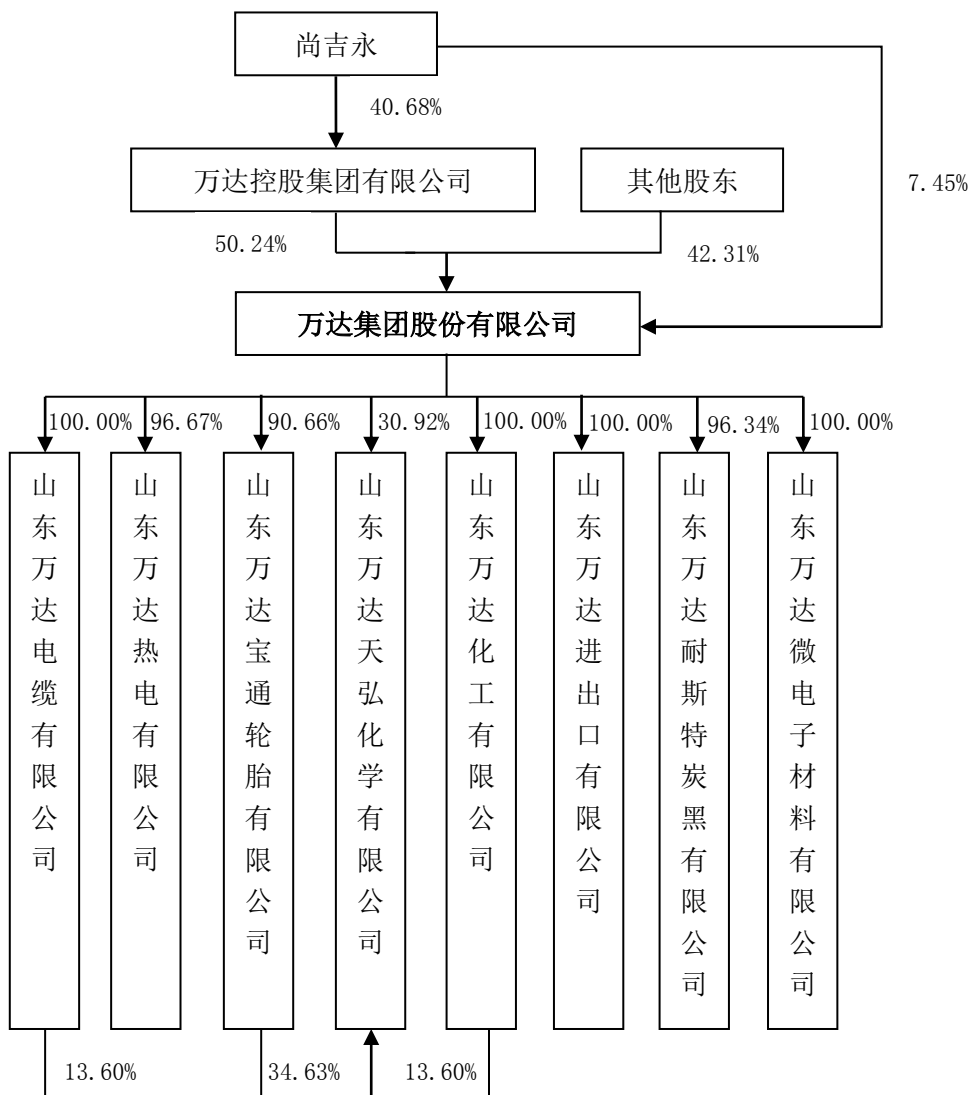 尚吉永
40.68%
万达控股集团有限公司
其他股东
7.45%
50.24%
42.31%
万达集团股份有限公司
100.00%
96.67%
90.66%
30.92%
100.00%
100.00%
96.34%
100.00%
山东万达电缆有限公司
山东万达热电有限公司
山东万达宝通轮胎有限公司
山东万达天弘化学有限公司
山东万达化工有限公司
山东万达进出口有限公司
山东万达耐斯特炭黑有限公司
山东万达微电子材料有限公司
13.60%
34.63%
13.60%